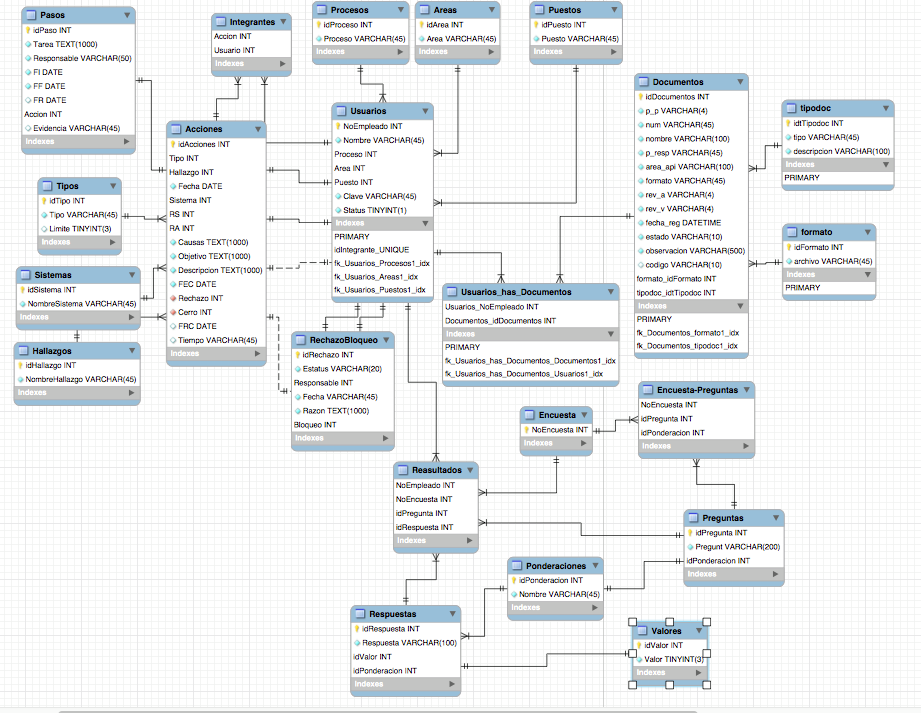 Pasos
idPaso INT
Tarea TEXT(1000)
Responsable VARCHAR(50)
FI DATE
FF DATE
FR DATE
Accion INT
Evidencia VARCHAR(45)
Indexes
Integrantes
Accion INT
Usuario INT
Indexes
Procesos
idProceso INT
Proceso VARCHAR(45)
Indexes
Areas
idArea INT
Area VARCHAR(45)
Indexes
Puestos
idPuesto INT
Puesto VARCHAR(45)
Indexes
Acciones
idAcciones INT
Tipo INT
Hallazgo INT
Fecha DATE
Sistema INT
RS INT
RA INT
Causas TEXT(1000)
Objetivo TEXT(1000)
Descripcion TEXT(1000)
FEC DATE
Rechazo INT
Cerro INT
FRC DATE
Tiempo VARCHAR(45)
Indexes
Usuarios
NoEmpleado INT
Nombre VARCHAR(45)
Proceso INT
Area INT
Puesto INT
Clave VARCHAR(45)
Status TINYINT(1)
Indexes
PRIMARY
idIntegrante_UNIQUE
fk_Usuarios_Procesos1_idx
fk_Usuarios_Areas1_idx
fk_Usuarios_Puestos1_idx
Documentos
idDocumentos INT
p_p VARCHAR(4)
num VARCHAR(45)
nombre VARCHAR(100)
p_resp VARCHAR(45)
area_api VARCHAR(100)
formato VARCHAR(45)
rev_a VARCHAR(4)
rev_v VARCHAR(4)
fecha_reg DATETIME
estado VARCHAR(10)
observacion VARCHAR(500)
codigo VARCHAR(10)
formato_idFormato INT
tipodoc_idtTipodoc INT
Indexes
PRIMARY
fk_Documentos_formato1_idx
fk_Documentos_tipodoc1_idx
tipodoc
idtTipodoc INT
tipo VARCHAR(45)
descripcion VARCHAR(100)
Indexes
PRIMARY
formato
idFormato INT
archivo VARCHAR(45)
Indexes
PRIMARY
Tipos
idTipo INT
Tipo VARCHAR(45)
Limite TINYINT(3)
Indexes
Sistemas
idSistema INT
NombreSistema VARCHAR(45)
Indexes
Hallazgos
idHallazgo INT
NombreHallazgo VARCHAR(45)
Indexes
RechazoBloqueo
idRechazo INT
Estatus VARCHAR(20)
Responsable INT
Fecha VARCHAR(45)
Razon TEXT(1000)
Bloqueo INT
Indexes
Usuarios_has_Documentos
Usuarios_NoEmpleado INT
Documentos_idDocumentos INT
Indexes
PRIMARY
fk_Usuarios_has_Documentos_Documentos1_idx
fk_Usuarios_has_Documentos_Usuarios1_idx
Encuesta
NoEncuesta INT
Indexes
Encuesta-Preguntas
NoEncuesta INT
idPregunta INT
idPonderacion INT
Indexes
Reasultados
NoEmpleado INT
NoEncuesta INT
idPregunta INT
idRespuesta INT
Indexes
Preguntas
idPregunta INT
Pregunt VARCHAR(200)
idPonderacion INT
Indexes
Ponderaciones
idPonderacion INT
Nombre VARCHAR(45)
Indexes
Respuestas
idRespuesta INT
Respuesta VARCHAR(100)
idValor INT
idPonderacion INT
Indexes
Valores
idValor INT
Valor TINYINT(3)
Indexes